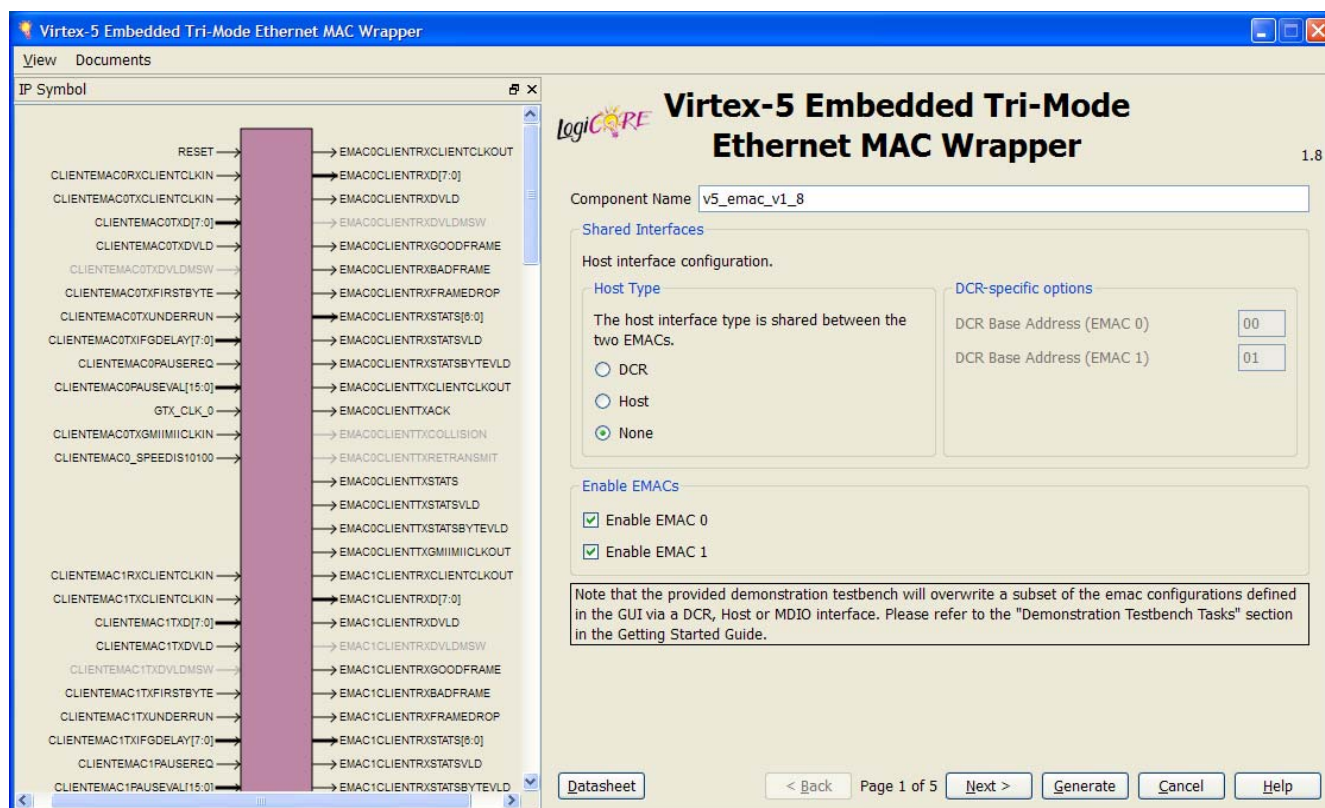 Virtex-5 Embedded Tri-Mode Ethernet MAC Wrapper
View Documents
IP Symbol
RESET
CLIENTEMAC0RXCLIENTCLKIN
CLIENTEMAC0TXCLIENTCLKIN
CLIENTEMAC0TXD[7:0]
CLIENTEMAC0TXDVLD
CLIENTEMAC0TXDVLDMSW
CLIENTEMAC0TXFIRSTBYTE
CLIENTEMAC0TXUNDERRUN
CLIENTEMAC0TXIFGDELAY[7:0]
CLIENTEMAC0PAUSEREQ
CLIENTEMAC0PAUSEVAL[15:0]
GTX_CLK_0
CLIENTEMAC0TXGMIIMIICLKIN
CLIENTEMAC0_SPEEDIS10100
CLIENTEMAC1RXCLIENTCLKIN
CLIENTEMAC1TXCLIENTCLKIN
CLIENTEMAC1TXD[7:0]
CLIENTEMAC1TXDVLD
CLIENTEMAC1TXDVLDMSW
CLIENTEMAC1TXFIRSTBYTE
CLIENTEMAC1TXUNDERRUN
CLIENTEMAC1TXIFGDELAY[7:0]
CLIENTEMAC1PAUSEREQ
CLIENTEMAC1PAUSEVAL[15:0]
EMAC0CLIENTRXCLIENTCLKOUT
EMAC0CLIENTRXD[7:0]
EMAC0CLIENTRXDVLD
EMAC0CLIENTRXDVLDMSW
EMAC0CLIENTRXGOODFRAME
EMAC0CLIENTRXBADFRAME
EMAC0CLIENTRXFRAMEDROP
EMAC0CLIENTRXSTATS[6:0]
EMAC0CLIENTRXSTATSVLD
EMAC0CLIENTRXSTATSBYTEVLD
EMAC0CLIENTTXCLIENTCLKOUT
EMAC0CLIENTTXACK
EMAC0CLIENTTXCOLLISION
EMAC0CLIENTTXRETRANSMIT
EMAC0CLIENTTXSTATS
EMAC0CLIENTTXSTATSVLD
EMAC0CLIENTTXSTATSBYTEVLD
EMAC0CLIENTTXGMIIMIICLKOUT
EMAC1CLIENTRXCLIENTCLKOUT
EMAC1CLIENTRXD[7:0]
EMAC1CLIENTRXDVLD
EMAC1CLIENTRXDVLDMSW
EMAC1CLIENTRXGOODFRAME
EMAC1CLIENTRXBADFRAME
EMAC1CLIENTRXFRAMEDROP
EMAC1CLIENTRXSTATS[6:0]
EMAC1CLIENTRXSTATSVLD
EMAC1CLIENTRXSTATSBYTEVLD
LogiCORE
Virtex-5 Embedded Tri-Mode
Ethernet MAC Wrapper
1.8
Component Name v5_emac_v1_8
Shared Interfaces
Host interface configuration.
Host Type
The host interface type is shared between the
two EMACs.
DCR
Host
None
DCR-specific options
DCR Base Address (EMAC 0) 00
DCR Base Address (EMAC 1) 01
Enable EMACs
Enable EMAC 0
Enable EMAC 1
Note that the provided demonstration testbench will overwrite a subset of the emac configurations defined
in the GUI via a DCR, Host or MDIO interface. Please refer to the "Demonstration Testbench Tasks" section
in the Getting Started Guide.
Datasheet < Back Page 1 of 5 Next > Generate Cancel Help